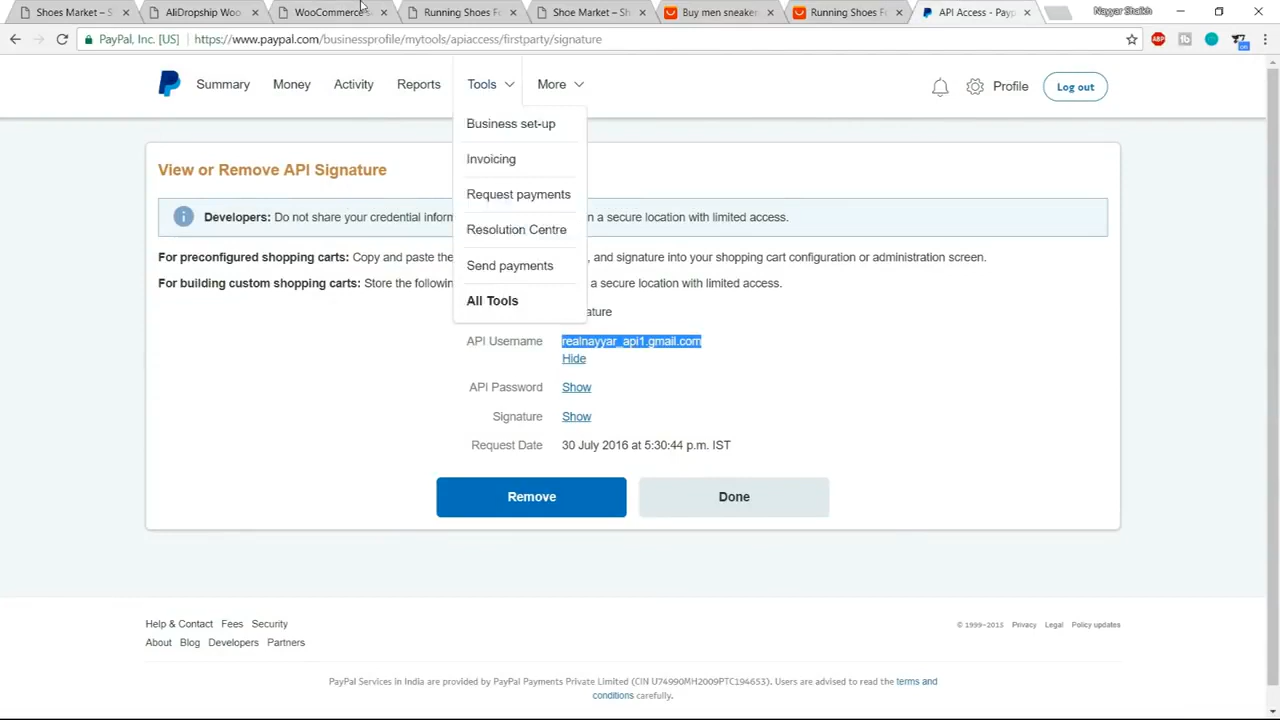 Shoes Market – S
AliDropship Woo
WooCommerce
Running Shoes Fo
Shoe Market – Sh
Buy men sneaker
Running Shoes Fo
API Access - Payp
Nayyar Shaikh
PayPal, Inc. [US]
https://www.paypal.com/businessprofile/mytools/apiaccess/firstparty/signature
ABP
on
Summary
Money
Activity
Reports
Tools
More
Profile
Log out
Business set-up
Invoicing
Request payments
Resolution Centre
Send payments
All Tools
View or Remove API Signature
Developers: Do not share your credential inform n a secure location with limited access.
For preconfigured shopping carts: Copy and paste the , and signature into your shopping cart configuration or administration screen.
For building custom shopping carts: Store the followin a secure location with limited access.
ature
API Username realnayyar_api1.gmail.com
Hide
API Password Show
Signature Show
Request Date 30 July 2016 at 5:30:44 p.m. IST
Remove
Done
Help & Contact Fees Security
About Blog Developers Partners
© 1999–2015 Privacy Legal Policy updates
PayPal Services in India are provided by PayPal Payments Private Limited (CIN U74990MH2009PTC194653). Users are advised to read the terms and
conditions carefully.